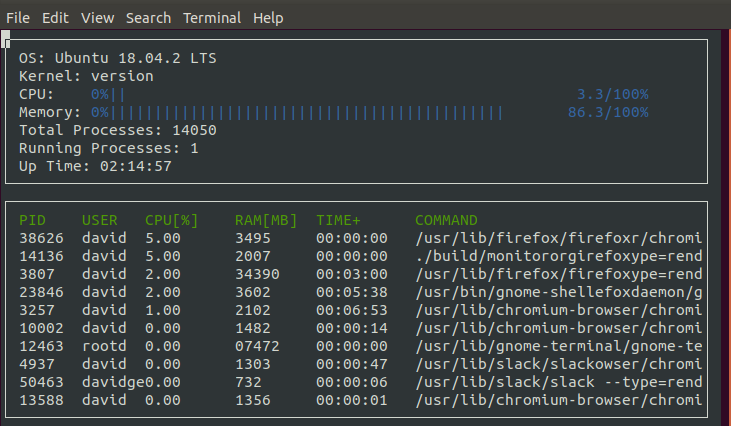 File Edit View Search Terminal Help
OS: Ubuntu 18.04.2 LTS
Kernel: version
CPU: 0%|| 3.3/100%
Memory: 0%|||||||||||||||||||||||||||||||||||||||||||| 86.3/100%
Total Processes: 14050
Running Processes: 1
Up Time: 02:14:57
PID USER CPU[%] RAM[MB] TIME+ COMMAND
38626 david 5.00 3495 00:00:00 /usr/lib/firefox/firefoxr/chromi
14136 david 5.00 2007 00:00:00 ./build/monitororgirefoxype=rend
3807 david 2.00 34390 00:03:00 /usr/lib/firefox/firefoxype=rend
23846 david 2.00 3602 00:05:38 /usr/bin/gnome-shellefoxdaemon/g
3257 david 1.00 2102 00:06:53 /usr/lib/chromium-browser/chromi
10002 david 0.00 1482 00:00:14 /usr/lib/chromium-browser/chromi
12463 rootd 0.00 07472 00:00:00 /usr/lib/gnome-terminal/gnome-te
4937 david 0.00 1303 00:00:47 /usr/lib/slack/slackowser/chromi
50463 davidge0.00 732 00:00:06 /usr/lib/slack/slack --type=rend
13588 david 0.00 1356 00:00:01 /usr/lib/chromium-browser/chromi